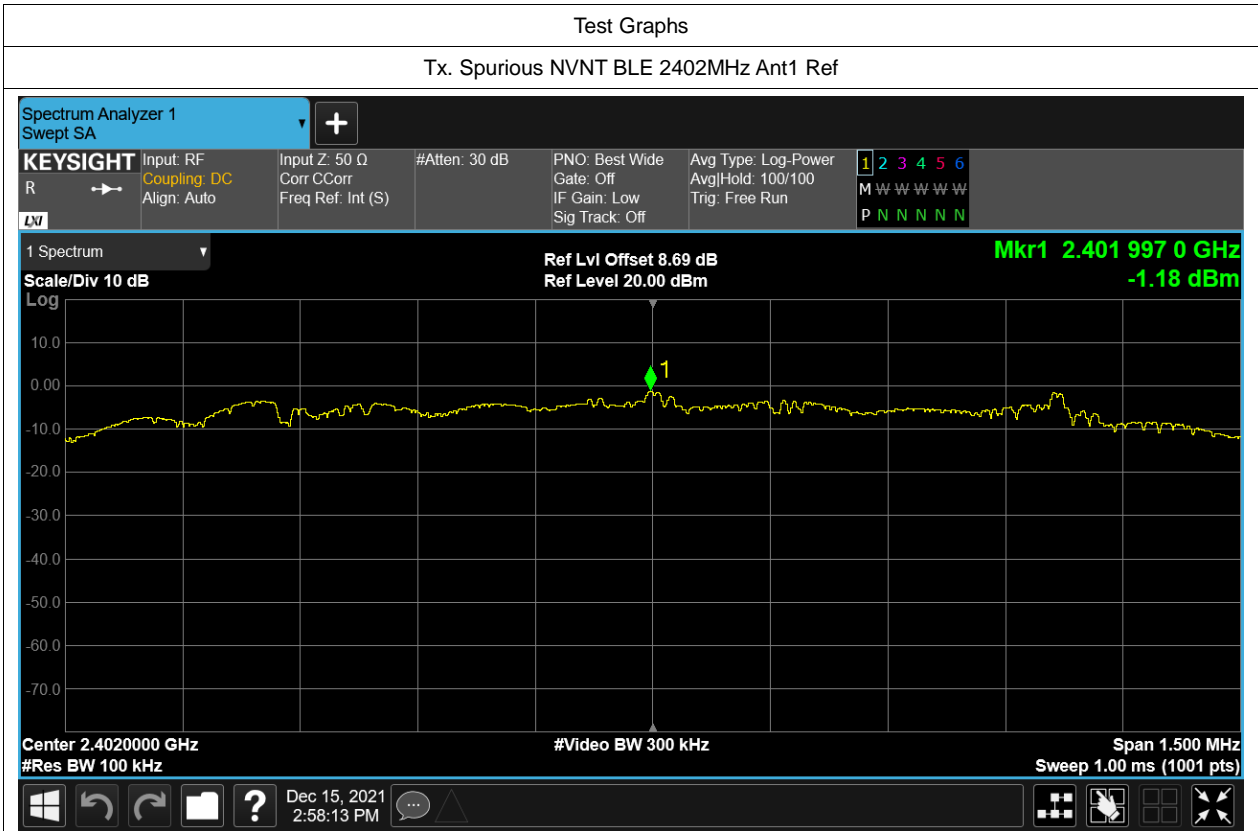 Test Graphs
Tx. Spurious NVNT BLE 2402MHz Ant1 Ref
Spectrum Analyzer 1
Swept SA
KEYSIGHT
R
LXI
Input: RF
Coupling: DC
Align: Auto
Input Z: 50 Ω
Corr CCorr
Freq Ref: Int (S)
#Atten: 30 dB
PNO: Best Wide
Gate: Off
IF Gain: Low
Sig Track: Off
Avg Type: Log-Power
Avg|Hold: 100/100
Trig: Free Run
1 2 3 4 5 6
M W W W W W
P N N N N N
1 Spectrum
Scale/Div 10 dB
Log
Ref Lvl Offset 8.69 dB
Ref Level 20.00 dBm
Mkr1 2.401 997 0 GHz
-1.18 dBm
1
10.0
0.00
-10.0
-20.0
-30.0
-40.0
-50.0
-60.0
-70.0
Center 2.4020000 GHz
#Res BW 100 kHz
#Video BW 300 kHz
Span 1.500 MHz
Sweep 1.00 ms (1001 pts)
?
Dec 15, 2021
2:58:13 PM